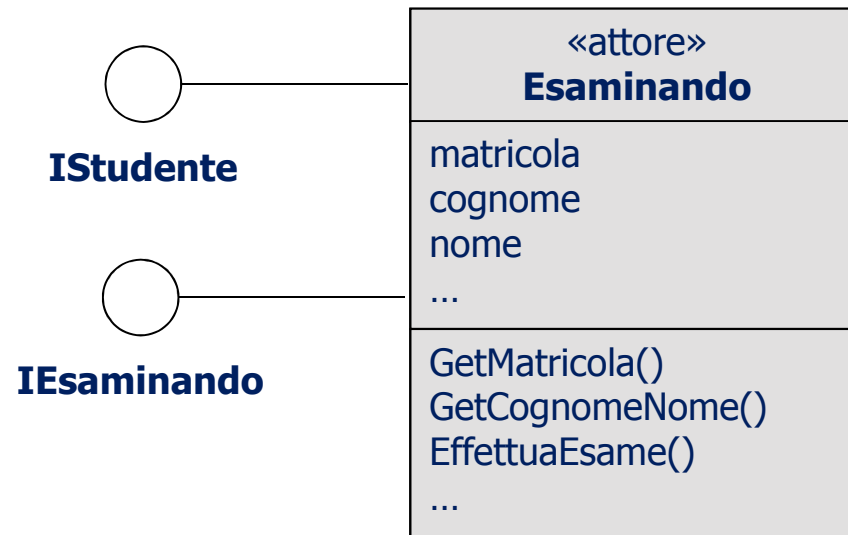 «attore»
Esaminando
IStudente
matricola
cognome
nome
…
IEsaminando
GetMatricola()
GetCognomeNome()
EffettuaEsame()
…